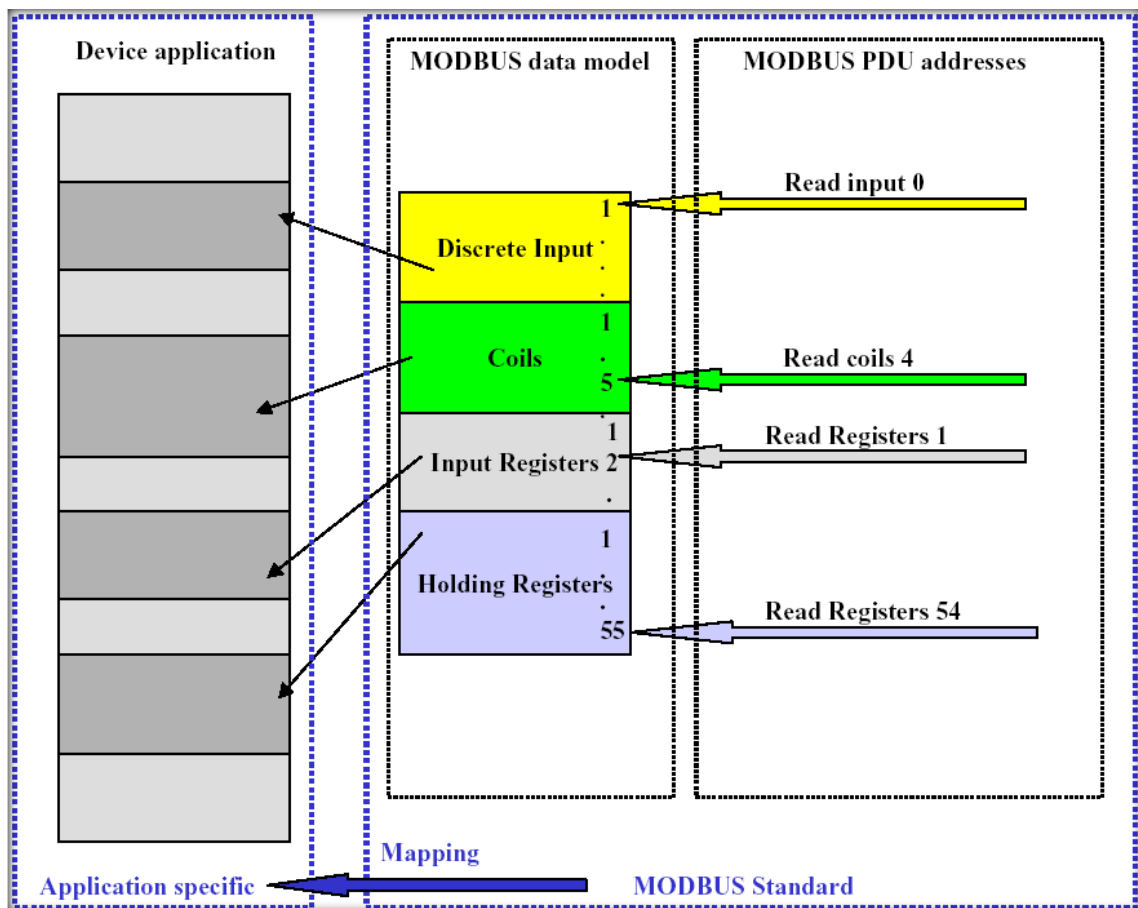 Device application
MODBUS data model
MODBUS PDU addresses
Read input 0
1
.
Discrete Input
.
.
1
Coils
.
Read coils 4
5
.
1
Read Registers 1
Input Registers 2
.
1
.
Holding Registers
.
Read Registers 54
55
Mapping
Application specific
MODBUS Standard